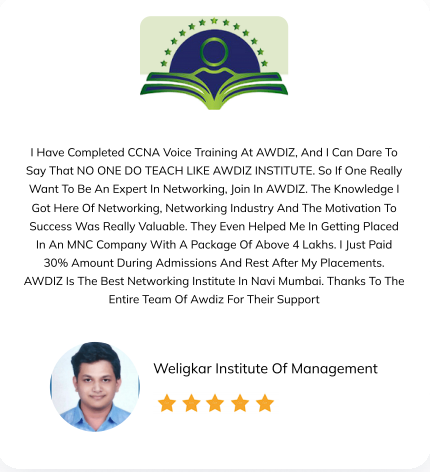 I Have Completed CCNA Voice Training At AWDIZ, And I Can Dare To
Say That NO ONE DO TEACH LIKE AWDIZ INSTITUTE. So If One Really
Want To Be An Expert In Networking, Join In AWDIZ. The Knowledge I
Got Here Of Networking, Networking Industry And The Motivation To
Success Was Really Valuable. They Even Helped Me In Getting Placed
In An MNC Company With A Package Of Above 4 Lakhs. I Just Paid
30% Amount During Admissions And Rest After My Placements.
AWDIZ Is The Best Networking Institute In Navi Mumbai. Thanks To The
Entire Team Of Awdiz For Their Support
Weligkar Institute Of Management